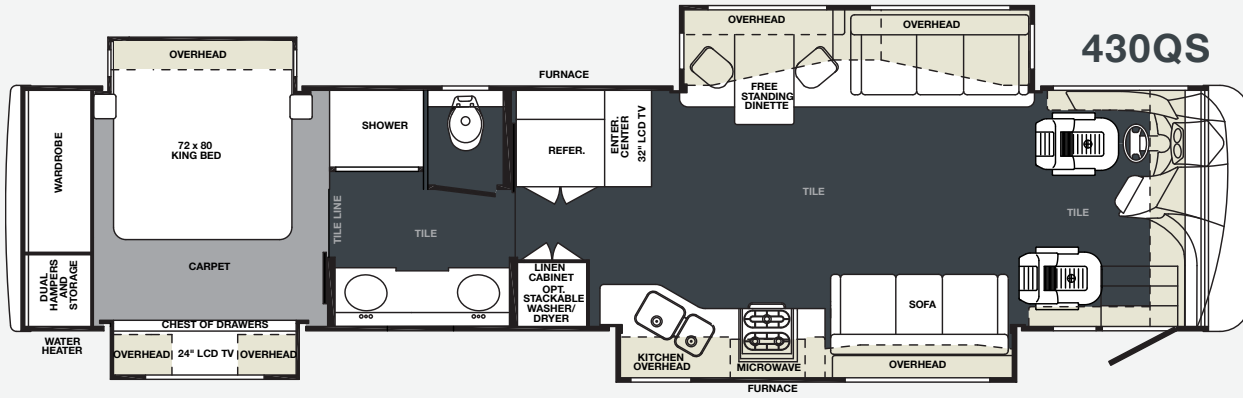 430QS
OVERHEAD
OVERHEAD
OVERHEAD
FURNACE
FREE
STANDING
DINETTE
WARDROBE
72 x 80
KING BED
SHOWER
REFER.
ENTER.
CENTER
32" LCD TV
TILE
TILE
TILE LINE
TILE
CARPET
DUAL
HAMPERS
AND
STORAGE
LINEN
CABINET
OPT.
STACKABLE
WASHER/
DRYER
SOFA
CHEST OF DRAWERS
WATER
HEATER
OVERHEAD
24" LCD TV
OVERHEAD
KITCHEN
OVERHEAD
MICROWAVE
OVERHEAD
FURNACE